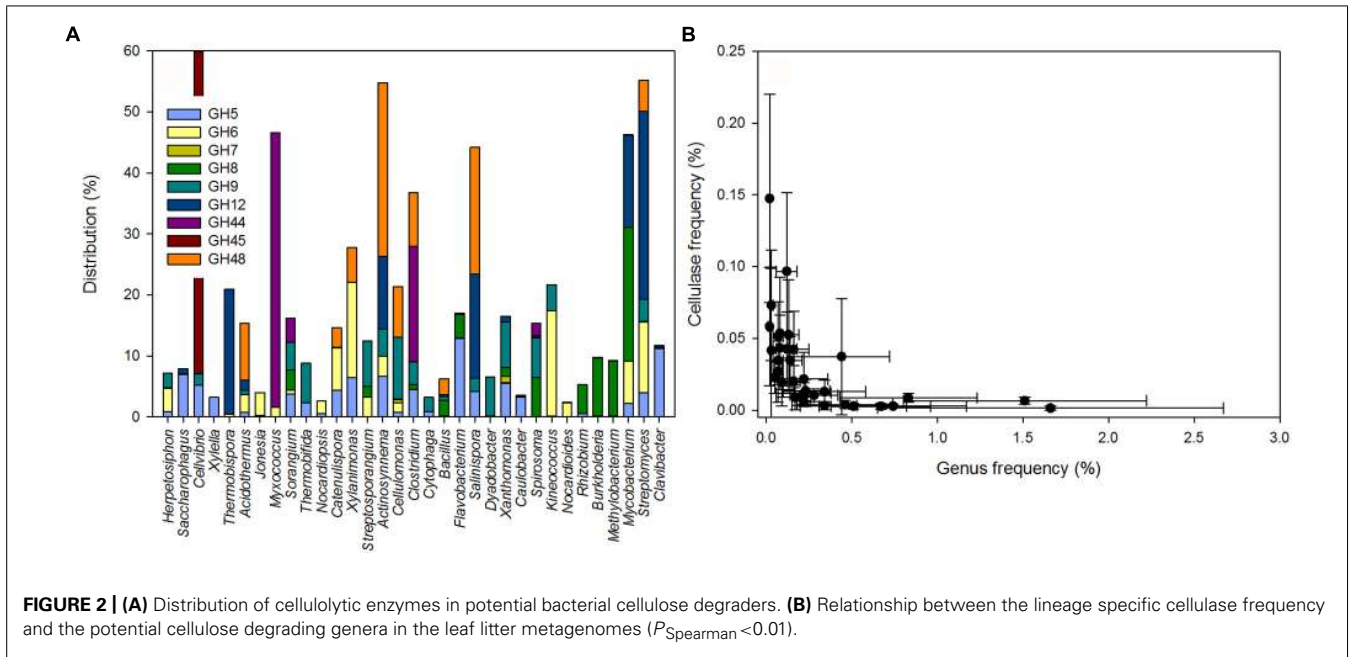 A
B
60
50
40
30
20
10
0
Distribution (%)
GH5
GH6
GH7
GH8
GH9
GH12
GH44
GH45
GH48
Herpetosiphon
Saccharophagus
Cellvibrio
Xylella
Thermobispora
Acidothermus
Jonesia
Myxococcus
Sorangium
Thermobifida
Nocardiopsis
Catenulispora
Xylanimonas
Streptosporangium
Actinosynnema
Cellulomonas
Clostridium
Cytophaga
Bacillus
Flavobacterium
Salinispora
Dyadobacter
Xanthomonas
Caulobacter
Spirosoma
Kineococcus
Nocardioides
Rhizobium
Burkholderia
Methylobacterium
Mycobacterium
Streptomyces
Clavibacter
0.25
0.20
0.15
0.10
0.05
0.00
Cellulase frequency (%)
0.0 0.5 1.0 1.5 2.0 2.5 3.0
Genus frequency (%)
FIGURE 2 | (A) Distribution of cellulolytic enzymes in potential bacterial cellulose degraders. (B) Relationship between the lineage specific cellulase frequency
and the potential cellulose degrading genera in the leaf litter metagenomes (PSpearman <0.01).